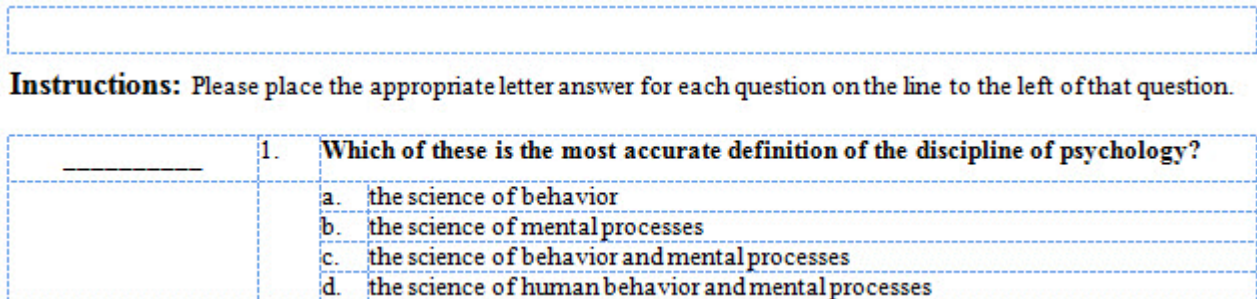 Instructions: Please place the appropriate letter answer for each question on the line to the left of that question.
__________ 1. Which of these is the most accurate definition of the discipline of psychology?
a. the science of behavior
b. the science of mental processes
c. the science of behavior and mental processes
d. the science of human behavior and mental processes